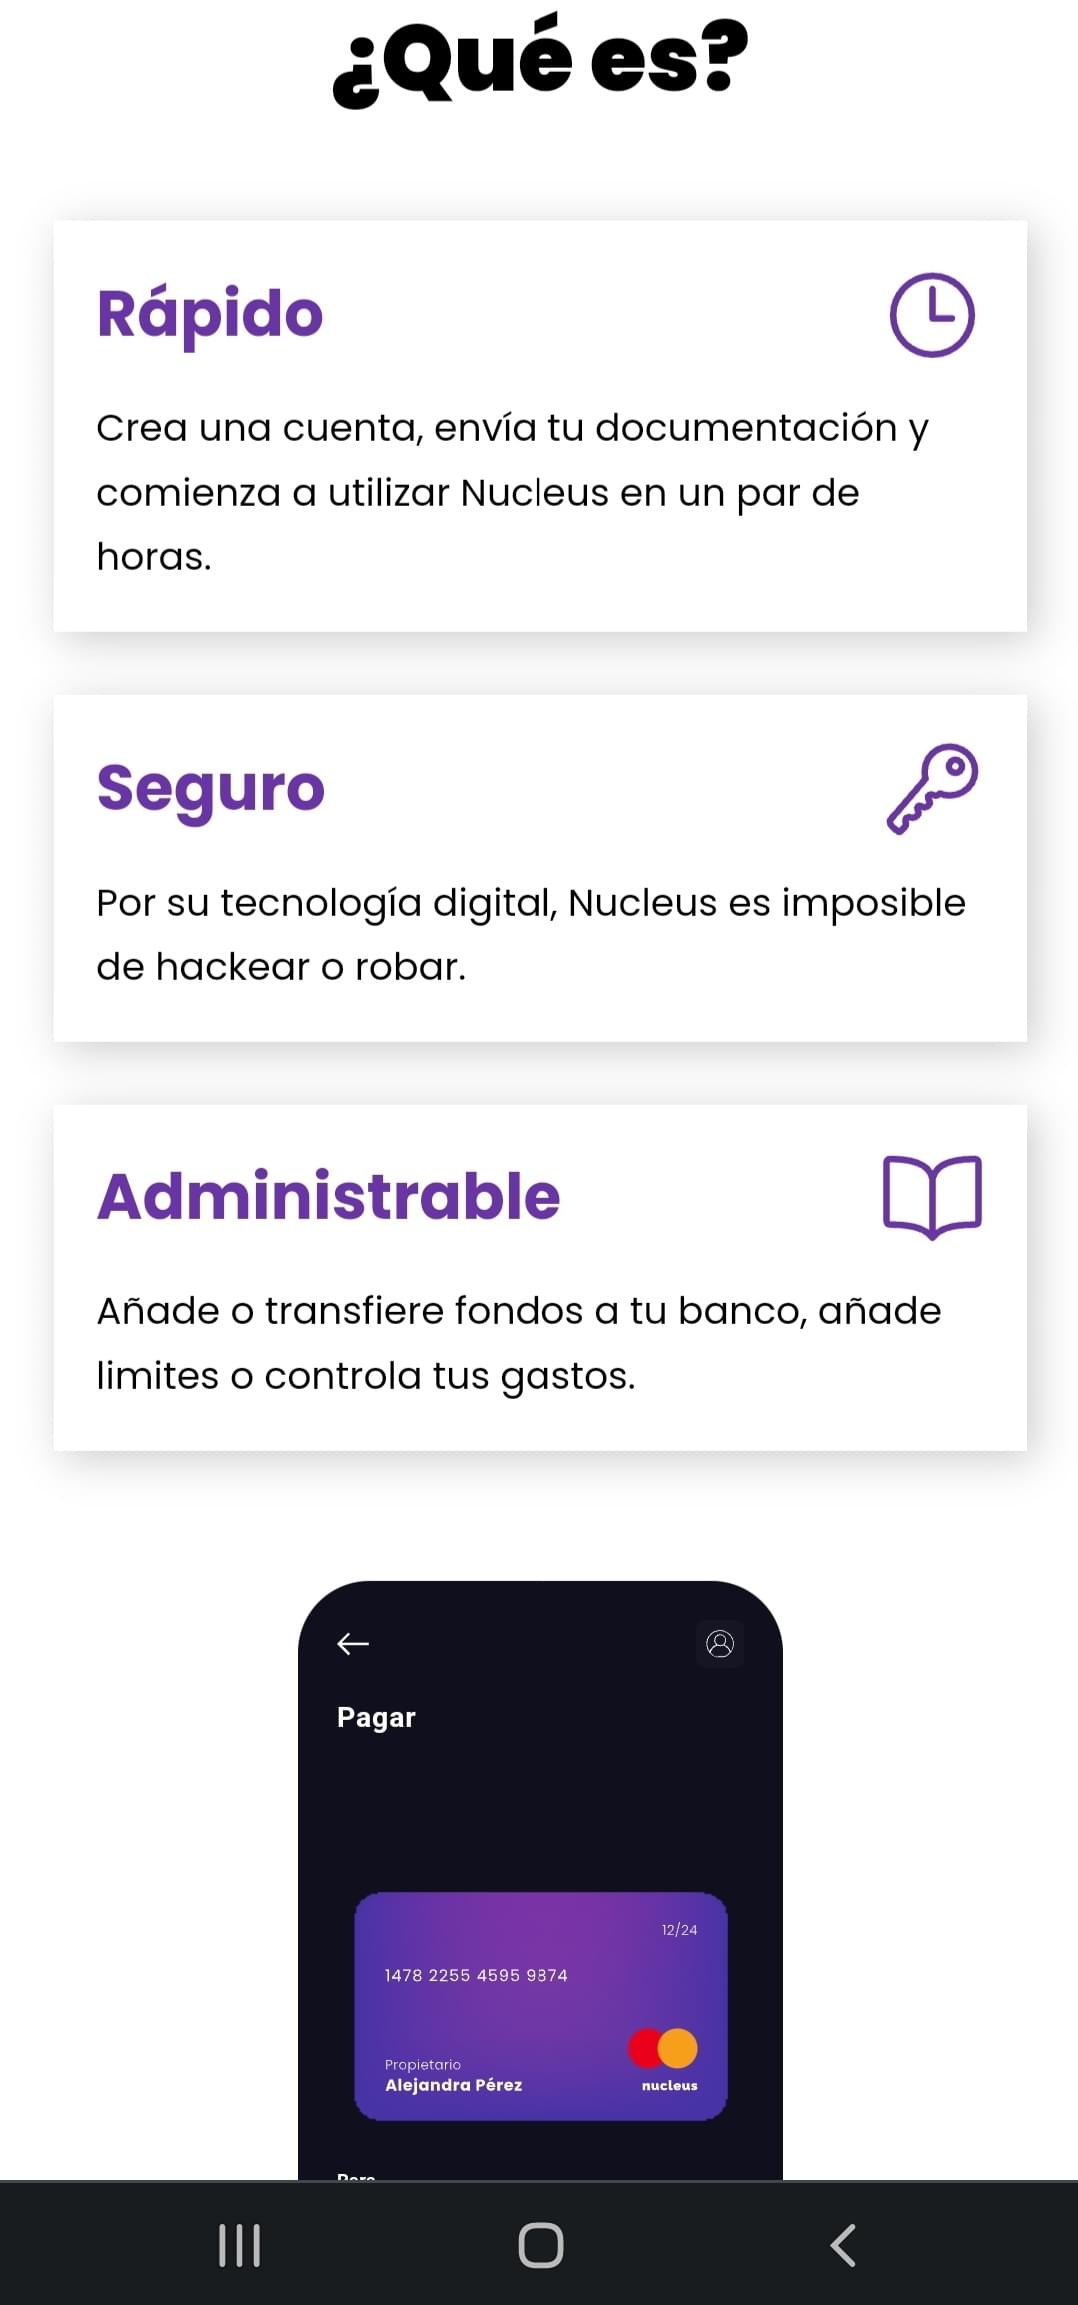 ¿Qué es?
Rápido
Crea una cuenta, envía tu documentación y
comienza a utilizar Nucleus en un par de
horas.
Seguro
Por su tecnología digital, Nucleus es imposible
de hackear o robar.
Administrable
Añade o transfiere fondos a tu banco, añade
limites o controla tus gastos.
Pagar
12/24
1478 2255 4595 9874
Propietario
Alejandra Pérez
nucleus